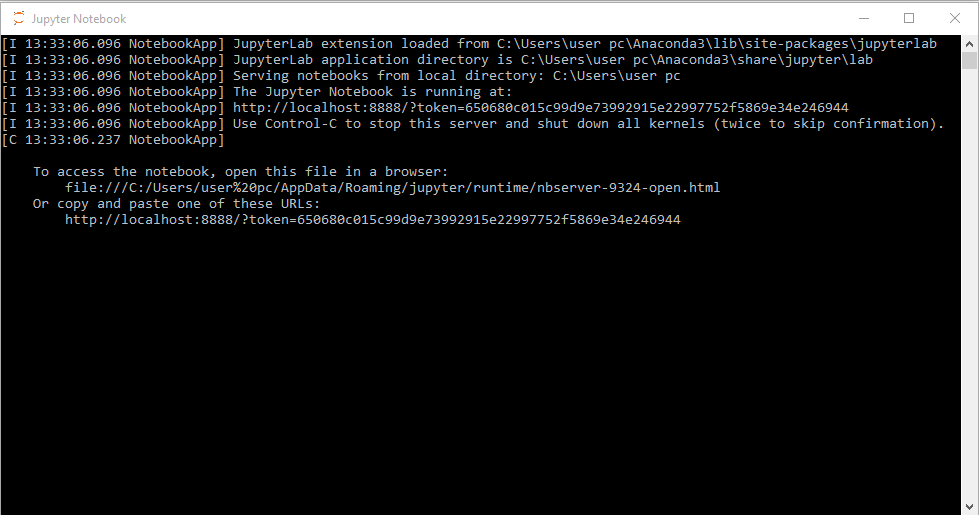 Jupyter Notebook
[I 13:33:06.096 NotebookApp] JupyterLab extension loaded from C:\Users\user pc\Anaconda3\lib\site-packages\jupyterlab
[I 13:33:06.096 NotebookApp] JupyterLab application directory is C:\Users\user pc\Anaconda3\share\jupyter\lab
[I 13:33:06.096 NotebookApp] Serving notebooks from local directory: C:\Users\user pc
[I 13:33:06.096 NotebookApp] The Jupyter Notebook is running at:
[I 13:33:06.096 NotebookApp] http://localhost:8888/?token=650680c015c99d9e73992915e22997752f5869e34e246944
[I 13:33:06.096 NotebookApp] Use Control-C to stop this server and shut down all kernels (twice to skip confirmation).
[C 13:33:06.237 NotebookApp]
To access the notebook, open this file in a browser:
file:///C:/Users/user%20pc/AppData/Roaming/jupyter/runtime/nbserver-9324-open.html
Or copy and paste one of these URLs:
http://localhost:8888/?token=650680c015c99d9e73992915e22997752f5869e34e246944